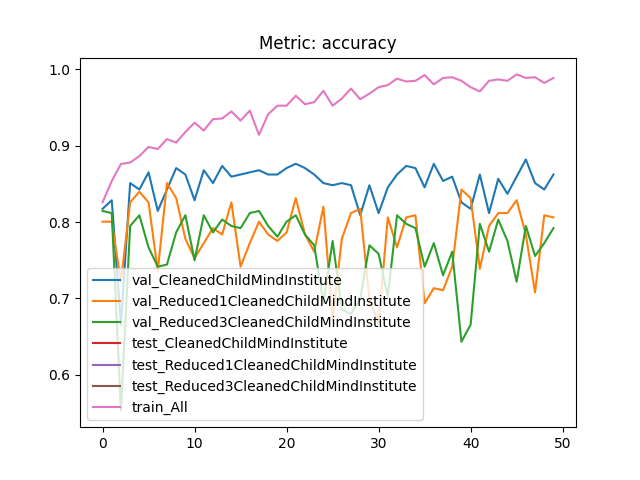 Metric: accuracy
1.0
0.9
0.8
0.7
0.6
val_CleanedChildMindInstitute
val_Reduced1CleanedChildMindInstitute
val_Reduced3CleanedChildMindInstitute
test_CleanedChildMindInstitute
test_Reduced1CleanedChildMindInstitute
test_Reduced3CleanedChildMindInstitute
train_All
0 10 20 30 40 50